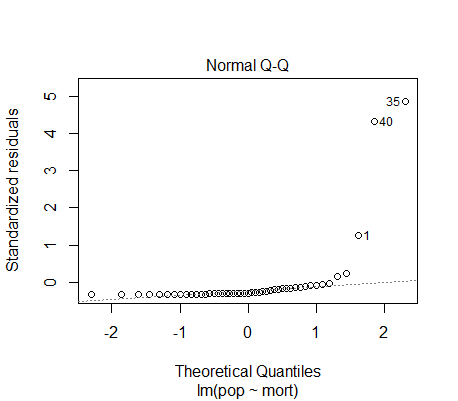 Normal Q-Q
Standardized residuals
5
4
3
2
1
0
35
40
1
-2 -1 0 1 2
Theoretical Quantiles
lm(pop ~ mort)